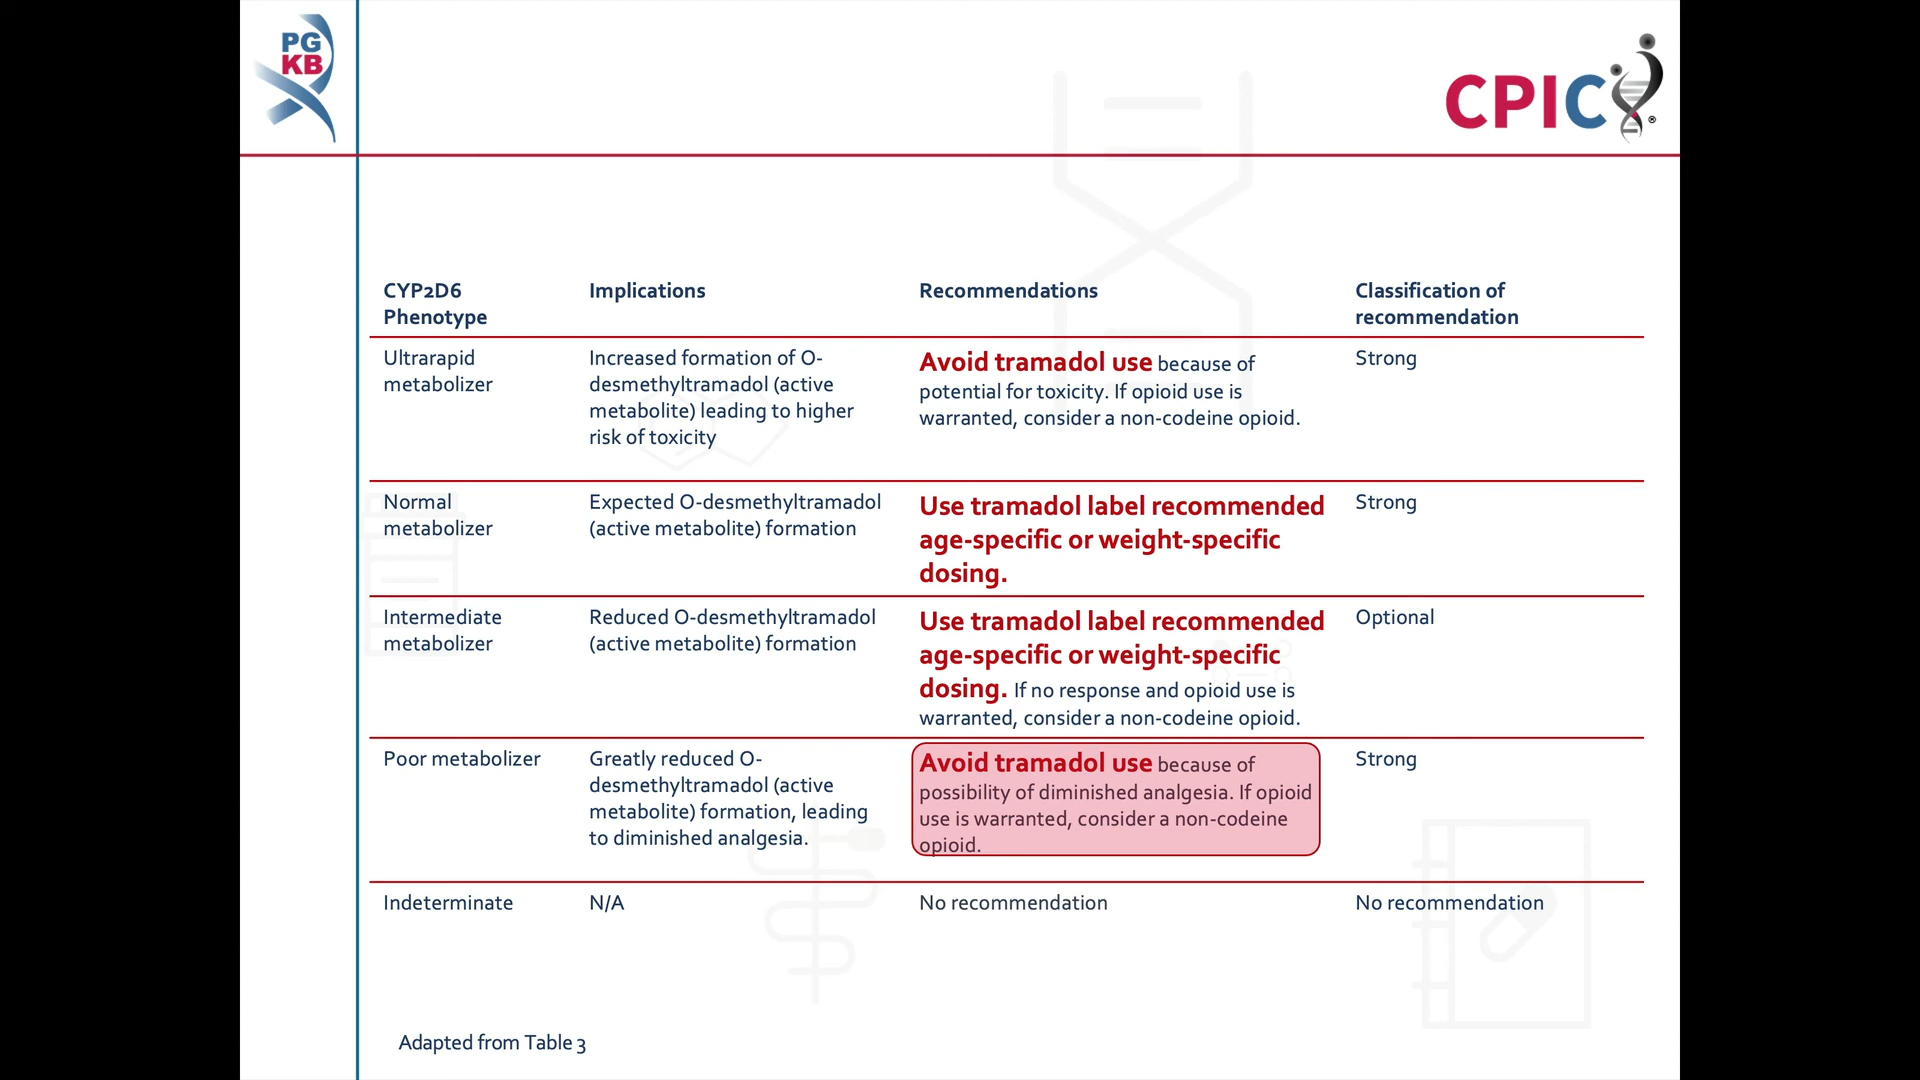 PG
KB
CPIC®
CYP2D6
Phenotype
Implications
Recommendations
Classification of
recommendation
Ultrarapid
metabolizer
Increased formation of O-
desmethyltramadol (active
metabolite) leading to higher
risk of toxicity
Avoid tramadol use because of
potential for toxicity. If opioid use is
warranted, consider a non-codeine opioid.
Strong
Normal
metabolizer
Expected O-desmethyltramadol
(active metabolite) formation
Use tramadol label recommended
age-specific or weight-specific
dosing.
Strong
Intermediate
metabolizer
Reduced O-desmethyltramadol
(active metabolite) formation
Use tramadol label recommended
age-specific or weight-specific
dosing. If no response and opioid use is
warranted, consider a non-codeine opioid.
Optional
Poor metabolizer
Greatly reduced O-
desmethyltramadol (active
metabolite) formation, leading
to diminished analgesia.
Avoid tramadol use because of
possibility of diminished analgesia. If opioid
use is warranted, consider a non-codeine
opioid.
Strong
Indeterminate
N/A
No recommendation
No recommendation
Adapted from Table 3